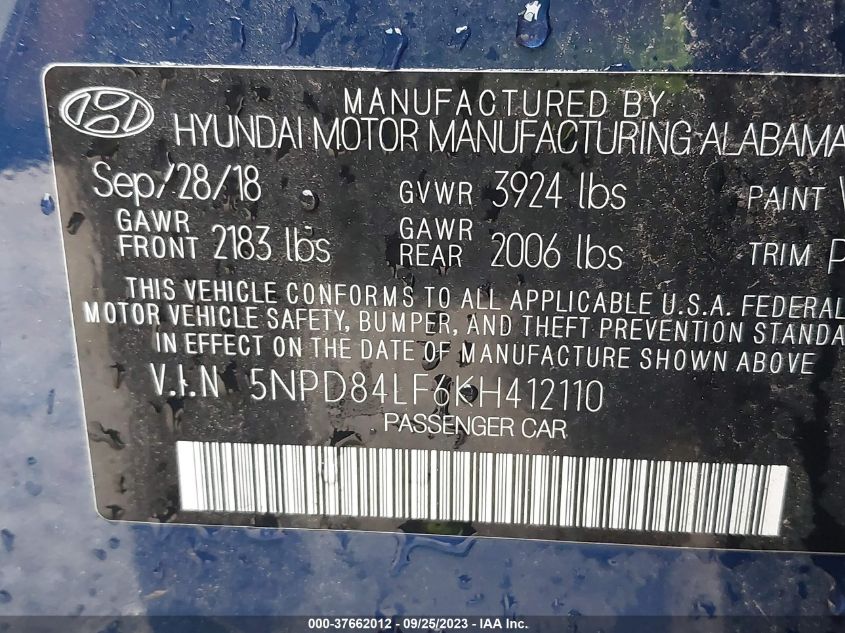 MANUFACTURED BY
HYUNDAI MOTOR MANUFACTURING ALABAMA
Sep/28/18 GVWR 3924 lbs PAINT
GAWR FRONT 2183 lbs GAWR REAR 2006 lbs TRIM P
THIS VEHICLE CONFORMS TO ALL APPLICABLE U.S.A. FEDERAL
MOTOR VEHICLE SAFETY, BUMPER, AND THEFT PREVENTION STANDA
IN EFFECT ON THE DATE OF MANUFACTURE SHOWN ABOVE
V.I.N 5NPD84LF6KH412110
PASSENGER CAR
000-37662012 - 09/25/2023 - IAA Inc.